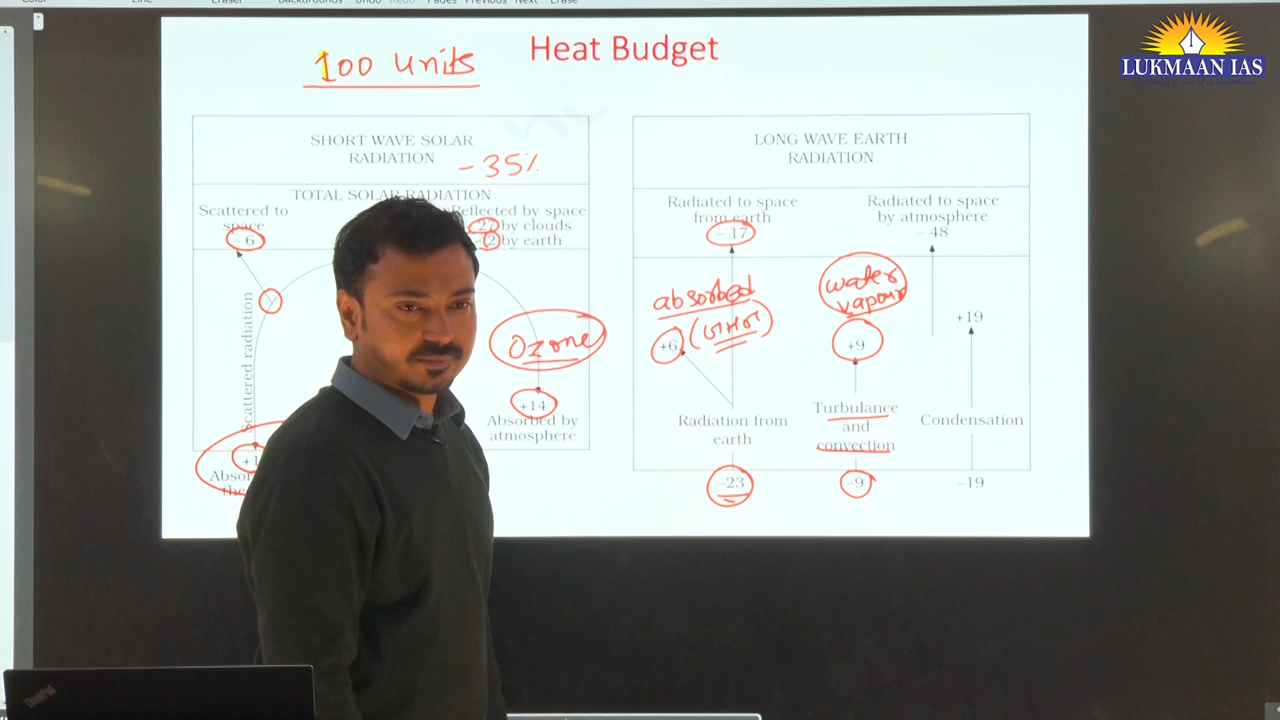 Heat Budget
100 units
LUKMAAN IAS
SHORT WAVE SOLAR
RADIATION
-35%
TOTAL SOLAR RADIATION
Scattered to
space
- 6
Reflected by space
27 by clouds
-2 by earth
Scattered radiation
Ozone
+14
Absorbed by
atmosphere
LONG WAVE EARTH
RADIATION
Radiated to space
from earth
- 17
Radiated to space
by atmosphere
- 48
absorbed
+6
water
vapour
+9
+19
Radiation from
earth
Turbulance
and
convection
Condensation
-23
-9
-19
ThinkPad